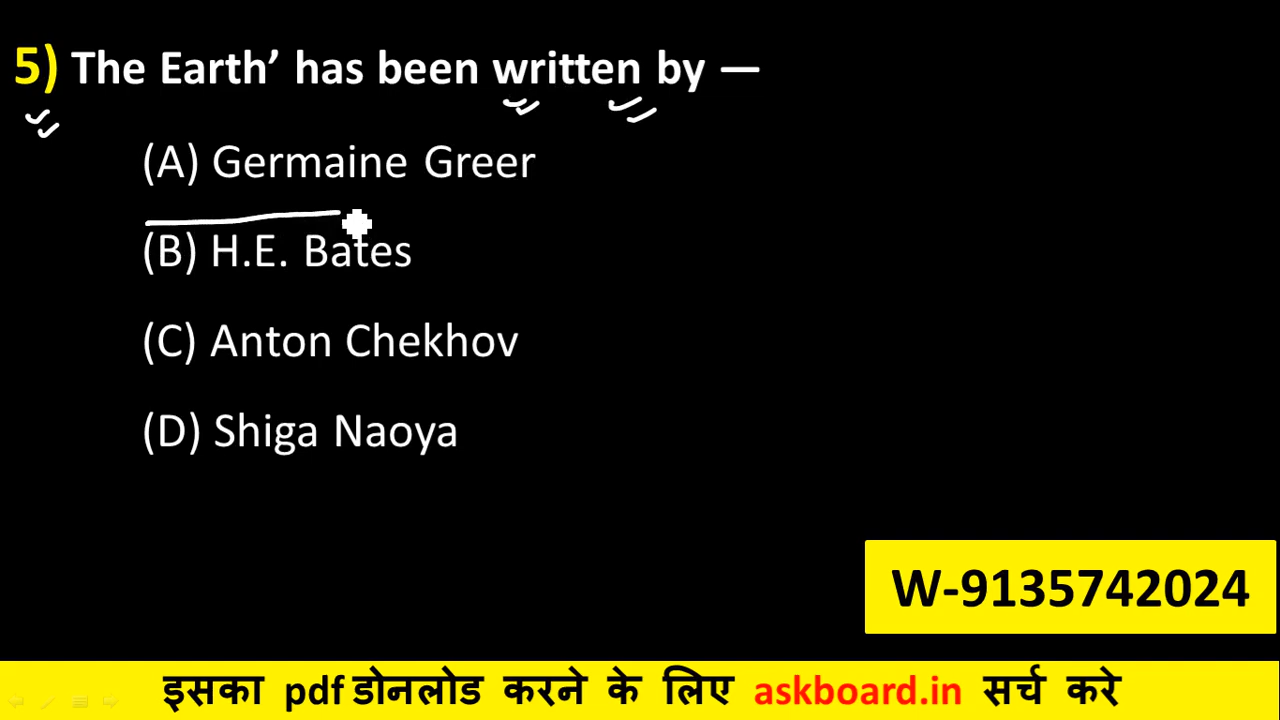 5) The Earth’ has been written by —
(A) Germaine Greer
(B) H.E. Bates
(C) Anton Chekhov
(D) Shiga Naoya
W-9135742024
इसका pdf डोनलोड करने के लिए askboard.in सर्च करे